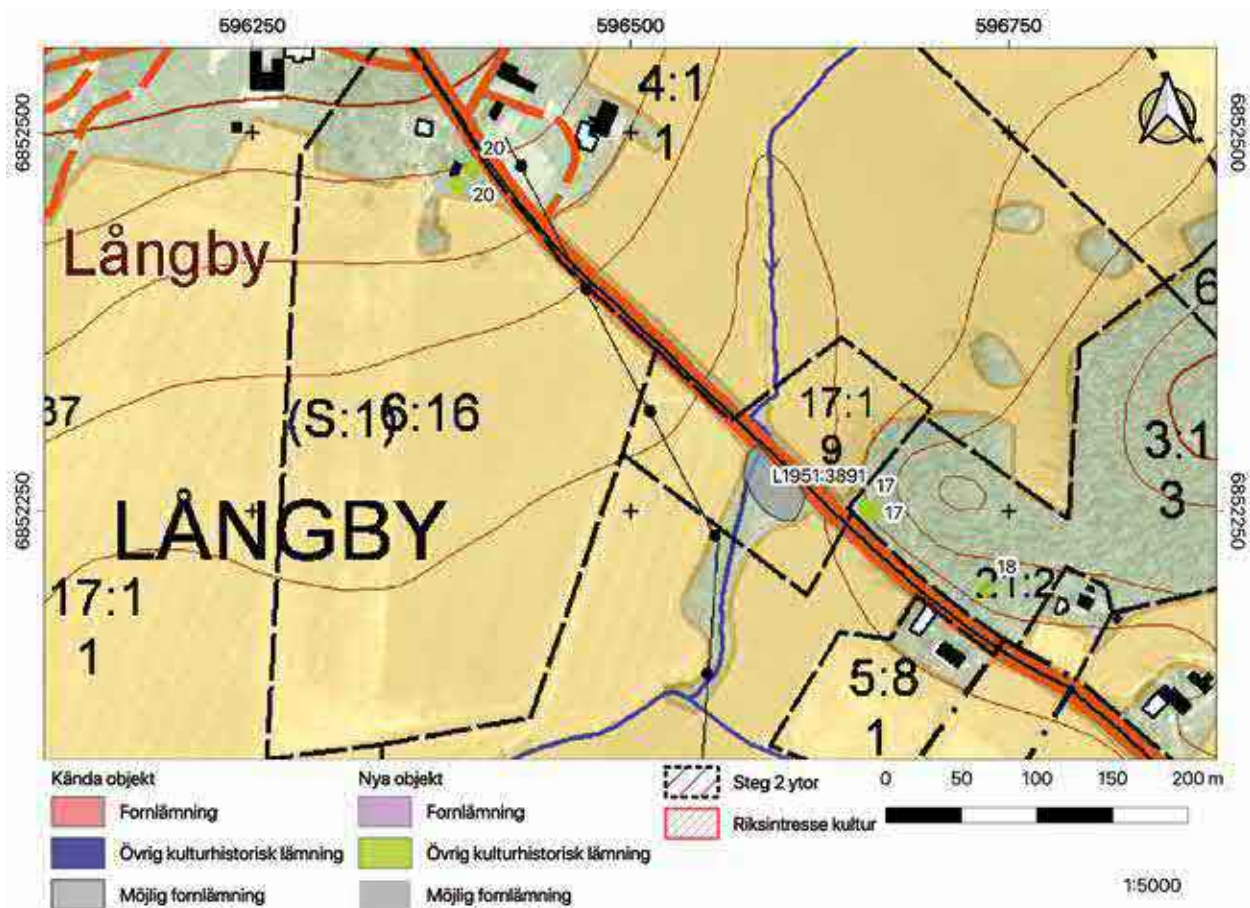 596250 596500 596750
6852500 6852500
4:1
1
20
20
Långby
6
37
(S:1) 6:16
17:1
9
3:1
3
L1951:3891
17
17
6852250 6852250
LÅNGBY
18
21:2
17:1
1
5:8
1
Kända objekt
Fornlämning
Övrig kulturhistorisk lämning
Möjlig fornlämning
Nya objekt
Fornlämning
Övrig kulturhistorisk lämning
Möjlig fornlämning
Steg 2 ytor
Riksintresse kultur
0 50 100 150 200 m
1:5000